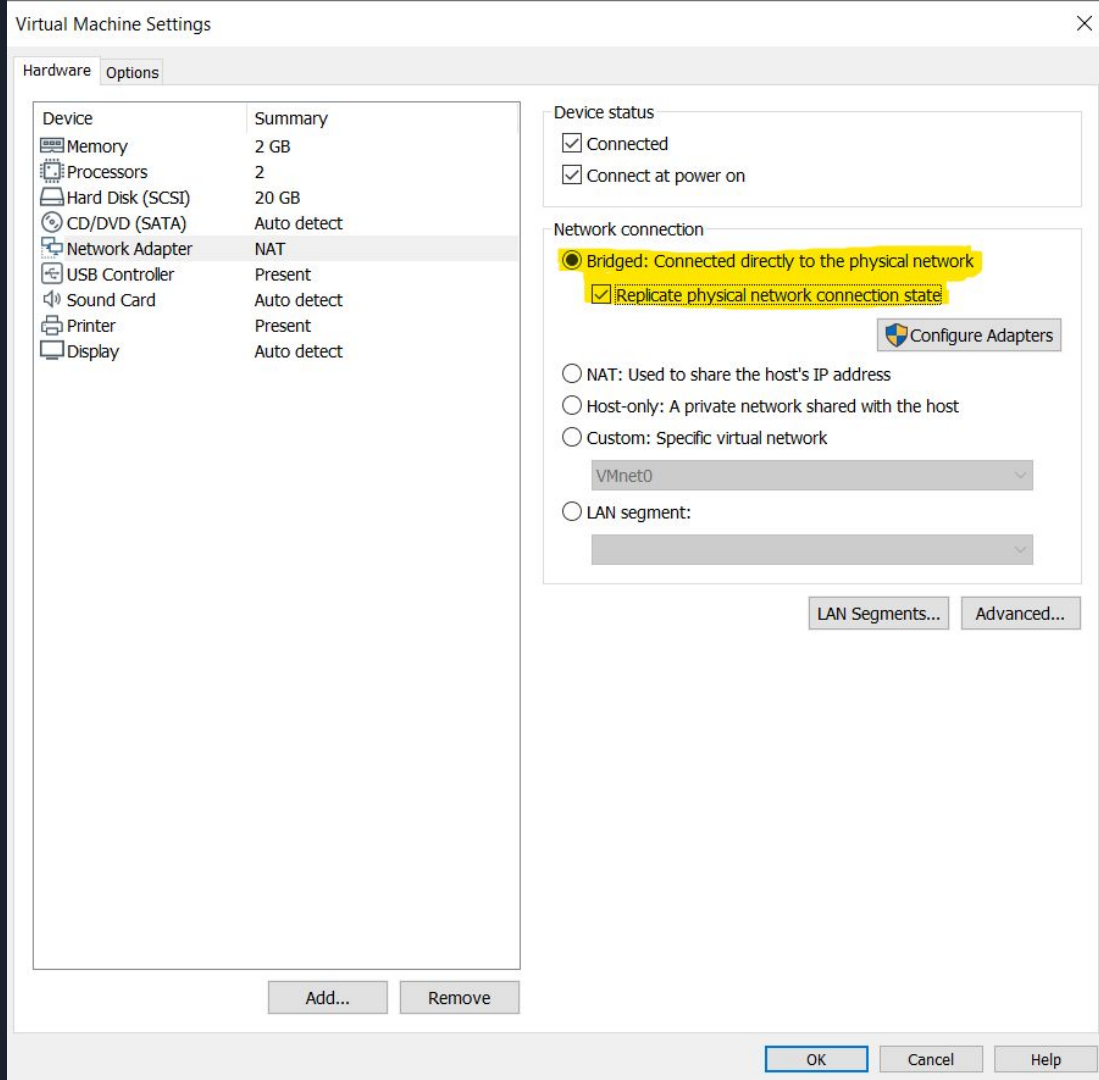 Virtual Machine Settings
Hardware Options
Device Summary
Memory 2 GB
Processors 2
Hard Disk (SCSI) 20 GB
CD/DVD (SATA) Auto detect
Network Adapter NAT
USB Controller Present
Sound Card Auto detect
Printer Present
Display Auto detect
Add... Remove
Device status
Connected
Connect at power on
Network connection
Bridged: Connected directly to the physical network
Replicate physical network connection state
Configure Adapters
NAT: Used to share the host's IP address
Host-only: A private network shared with the host
Custom: Specific virtual network
VMnet0
LAN segment:
LAN Segments... Advanced...
OK Cancel Help